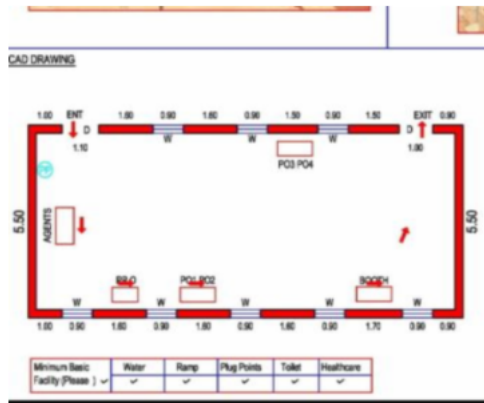 CAD DRAWING
1.00 ENT 1.60 0.90 1.60 0.90 1.50 0.90 1.50 EXIT 0.90
D W W W D
1.10 1.00
PO3 PO4
5.50 5.50
AGENTS
PO1 PO2 BOOTH
W W W W W
1.00 0.90 1.60 0.90 1.60 0.90 1.60 0.90 1.70 0.90 0.90
Minimum Basic Water Ramp Plug Points Toilet Healthcare
Facility (Please ) ✓ ✓ ✓ ✓ ✓ ✓